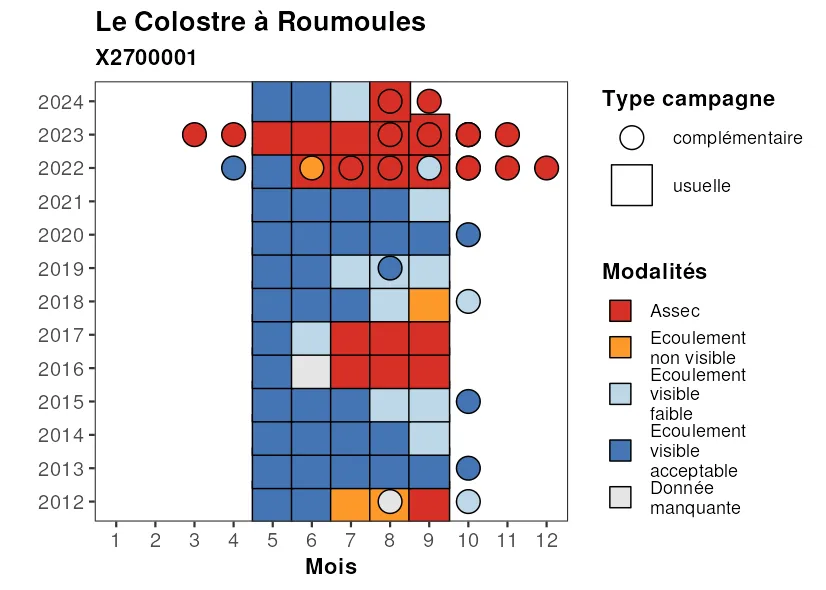 Le Colostre à Roumoules
X2700001
2024
2023
2022
2021
2020
2019
2018
2017
2016
2015
2014
2013
2012
1 2 3 4 5 6 7 8 9 10 11 12
Mois
Type campagne
complémentaire
usuelle
Modalités
Assec
Ecoulement
non visible
Ecoulement
visible
faible
Ecoulement
visible
acceptable
Donnée
manquante